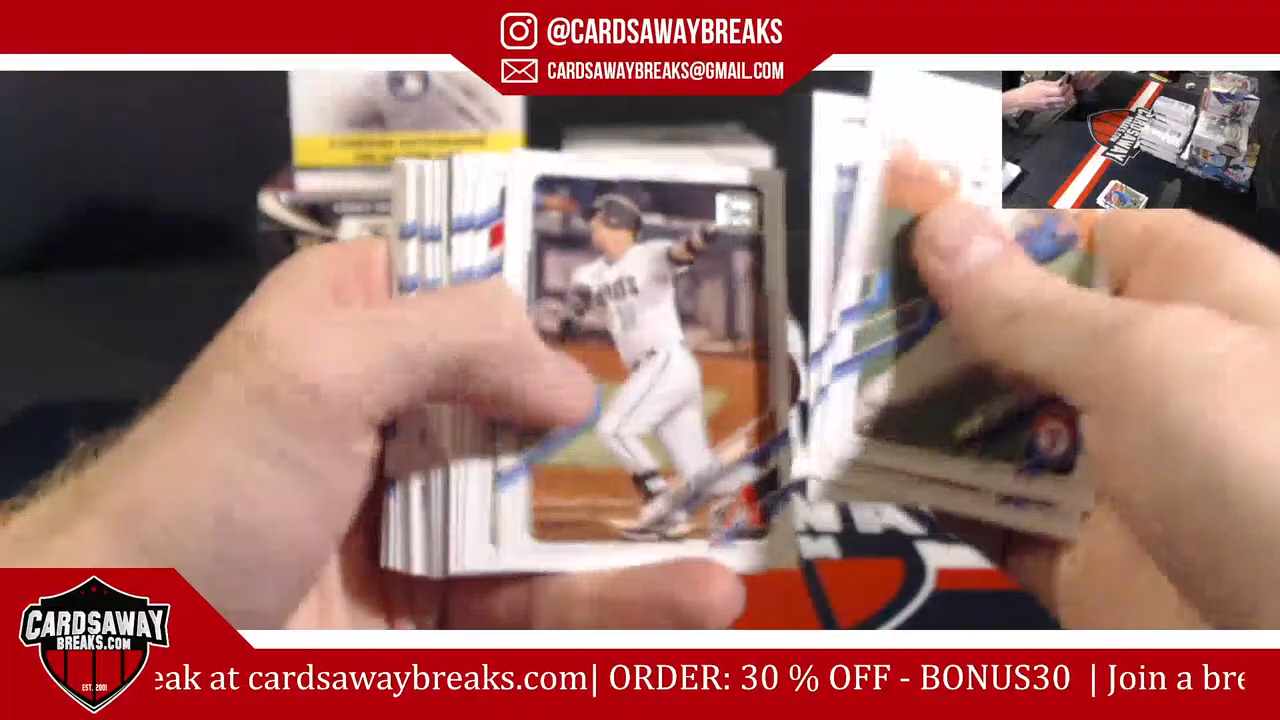 @CARDSAWAYBREAKS
CARDSAWAYBREAKS@GMAIL.COM
CARDSAWAY
BREAKS.COM
EST. 2001
eak at cardsawaybreaks.com| ORDER: 30 % OFF - BONUS30 | Join a bre